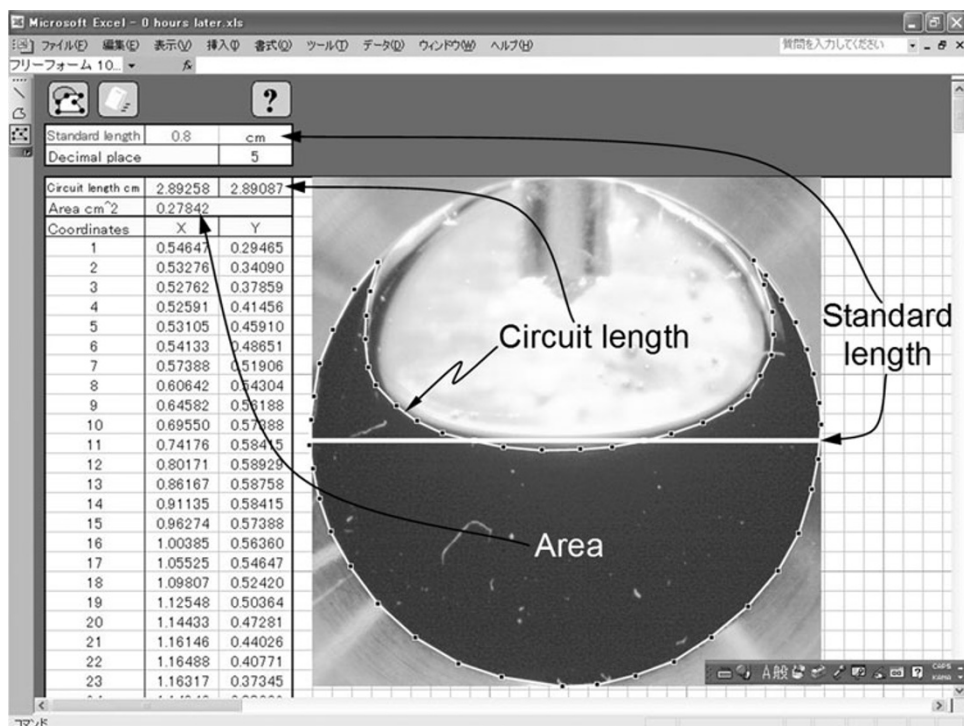 Microsoft Excel - 0 hours later.xls
ファイル(F) 編集(E) 表示(V) 挿入(I) 書式(O) ツール(T) データ(D) ウィンドウ(W) ヘルプ(H) 質問を入力してください
フリーフォーム 10... fx
?
Standard length 0.8 cm
Decimal place 5
Circuit length cm 2.89258 2.89087
Area cm^2 0.27842
Coordinates X Y
1 0.54647 0.29465
2 0.53276 0.34090
3 0.52762 0.37859
4 0.52591 0.41456
5 0.53105 0.45910
6 0.54133 0.48651
7 0.57388 0.51906
8 0.60642 0.54304
9 0.64582 0.56188
10 0.69550 0.57388
11 0.74176 0.58415
12 0.80171 0.58929
13 0.86167 0.58758
14 0.91135 0.58415
15 0.96274 0.57388
16 1.00385 0.56360
17 1.05525 0.54647
18 1.09807 0.52420
19 1.12548 0.50364
20 1.14433 0.47281
21 1.16146 0.44026
22 1.16488 0.40771
23 1.16317 0.37345
Circuit length
Standard
length
Area
A 般
CAPS
KANA
コマンド